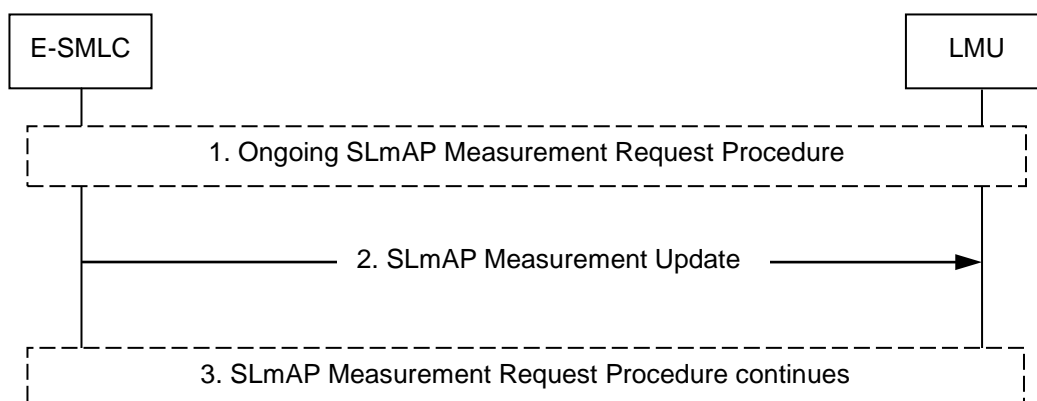 E-SMLC
LMU
1. Ongoing SLmAP Measurement Request Procedure
2. SLmAP Measurement Update
3. SLmAP Measurement Request Procedure continues